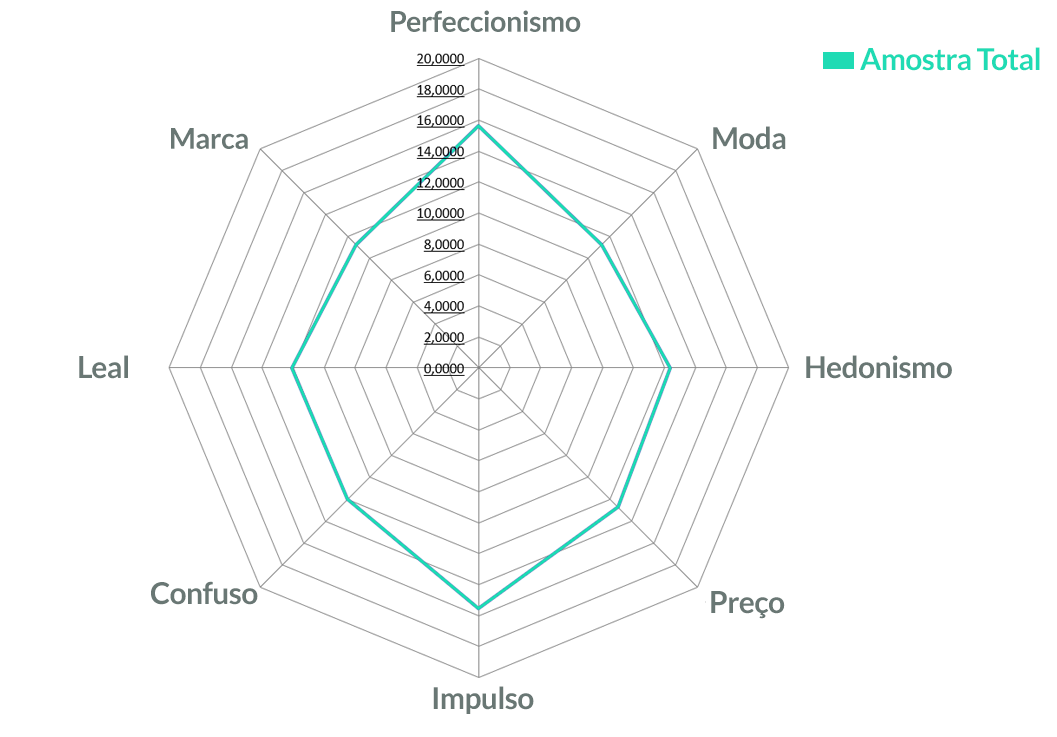 Perfeccionismo
Amostra Total
20,0000
18,0000
16,0000
14,0000
12,0000
10,0000
8,0000
6,0000
4,0000
2,0000
0,0000
Marca
Moda
Leal
Hedonismo
Confuso
Preço
Impulso